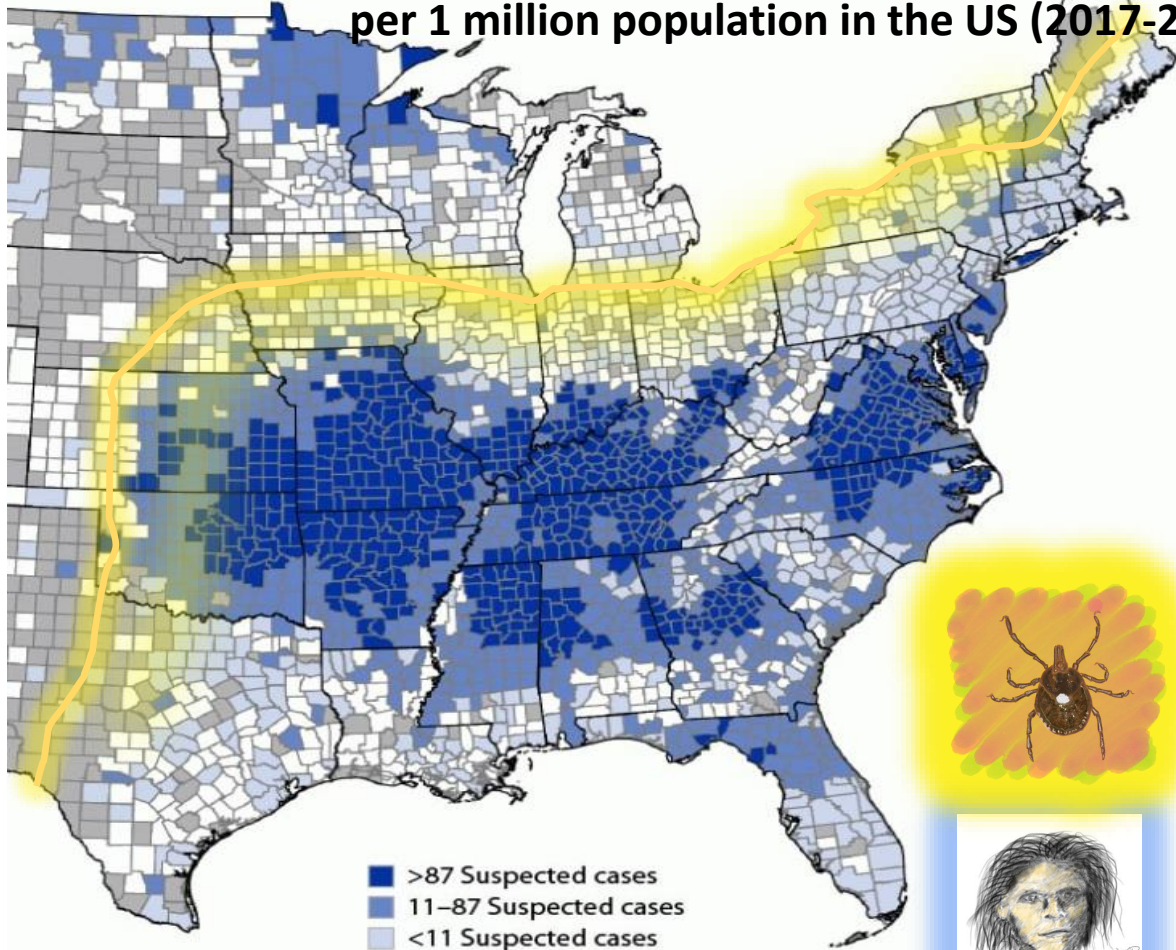 per 1 million population in the US (2017-2
>87 Suspected cases
11–87 Suspected cases
<11 Suspected cases